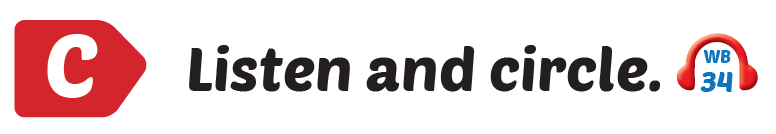 C Listen and circle. WB 34